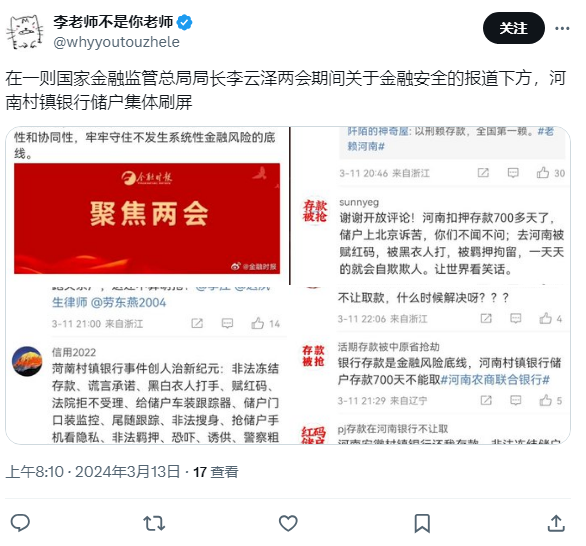 李老师不是你老师
@whyyoutouzhele
关注
在一则国家金融监管总局局长李云泽两会期间关于金融安全的报道下方，河
南村镇银行储户集体刷屏
性和协同性，牢牢守住不发生系统性金融风险的底
线。
金融时报
聚焦两会
@金融时报
生律师 @劳东燕2004
3-11 21:00 来自浙江
14
信用2022
菏蔺村镇银行事件创人治新纪元：非法冻结
存款、谎言承诺、黑白衣人打手、赋红码、
法院拒不受理、给储户车装跟踪器、储户门
口装监控、尾随跟踪、非法搜身、抢储户手
机看隐私、非法羁押、恐吓、诱供、警察粗
阡陌的神奇屋: 以刑赖存款，全国第一赖。#老
赖河南#
3-11 20:46 来自浙江
30
存款
被抢
sunnyeg
谢谢开放评论！河南扣押存款700多天了，
储户上北京诉苦，你们不闻不问；去河南被
赋红码，被黑衣人打，被羁押拘留，一天天
的就会自欺欺人。让世界看笑话。
不让取款，什么时候解决呀？？？
3-11 22:06 来自浙江
4
存款
被抢
活期存款被中原省抢劫
银行存款是金融风险底线，河南村镇银行储
户存款700天不能取#河南农商联合银行#
3-11 21:29 来自辽宁
5
红码
储户
pj存款在河南银行不让取
上午8:10 · 2024年3月13日 · 17 查看